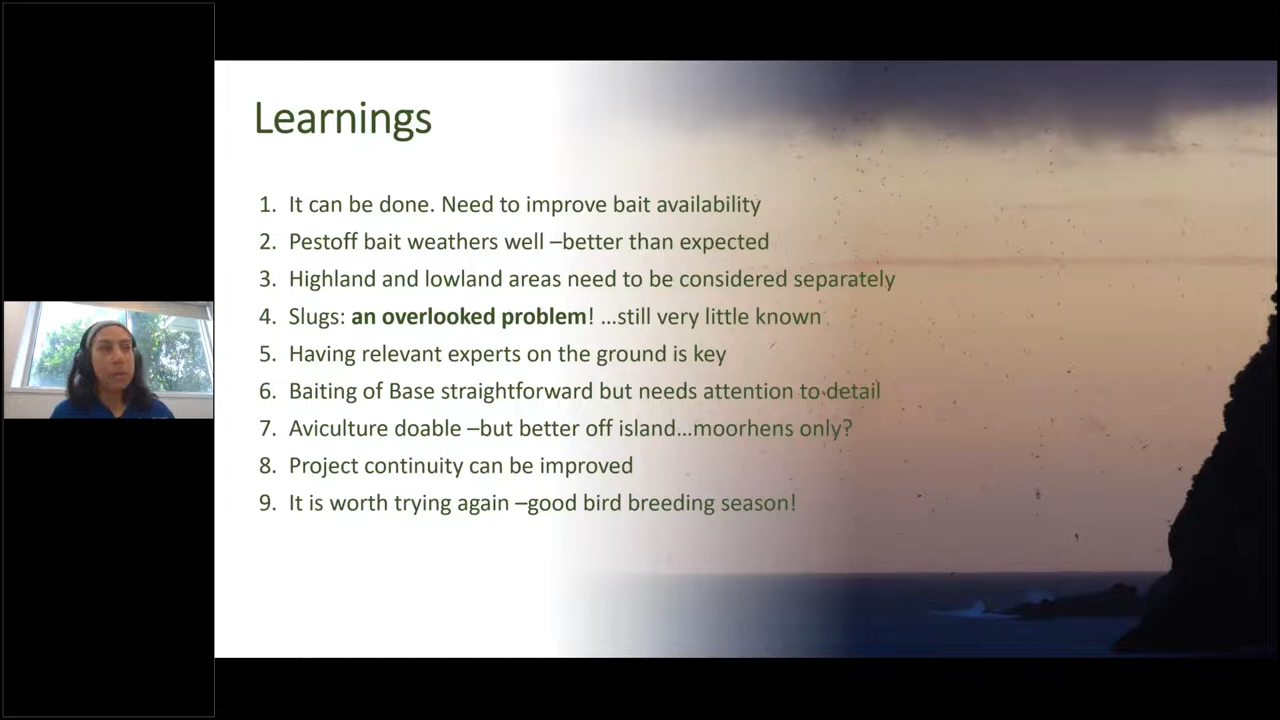 Learnings
1. It can be done. Need to improve bait availability
2. Pestoff bait weathers well –better than expected
3. Highland and lowland areas need to be considered separately
4. Slugs: an overlooked problem! ...still very little known
5. Having relevant experts on the ground is key
6. Baiting of Base straightforward but needs attention to detail
7. Aviculture doable –but better off island...moorhens only?
8. Project continuity can be improved
9. It is worth trying again –good bird breeding season!